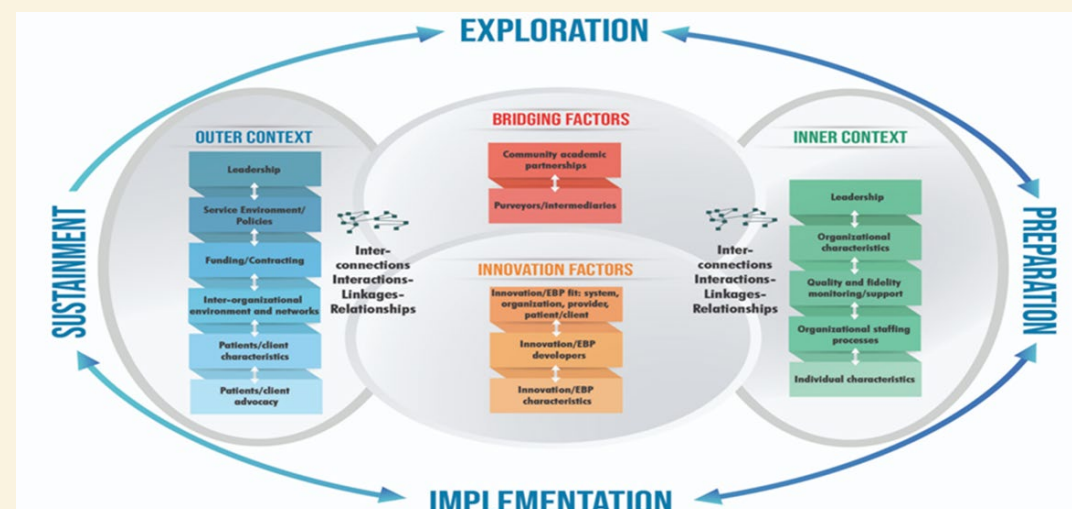 EXPLORATION
SUSTAINMENT
OUTER CONTEXT
Leadership
Service Environment/
Policies
Funding/Contracting
Inter-organizational
environment and networks
Patients/client
characteristics
Patients/client
advocacy
Inter-
connections
Interactions-
Linkages-
Relationships
BRIDGING FACTORS
Community academic
partnerships
Purveyors/intermediaries
INNOVATION FACTORS
Innovation/EBP fit: system,
organization, provider,
patient/client
Innovation/EBP
developers
Innovation/EBP
characteristics
Inter-
connections
Interactions-
Linkages-
Relationships
INNER CONTEXT
Leadership
Organizational
characteristics
Quality and fidelity
monitoring/support
Organizational staffing
processes
Individual characteristics
PREPARATION
IMPLEMENTATION